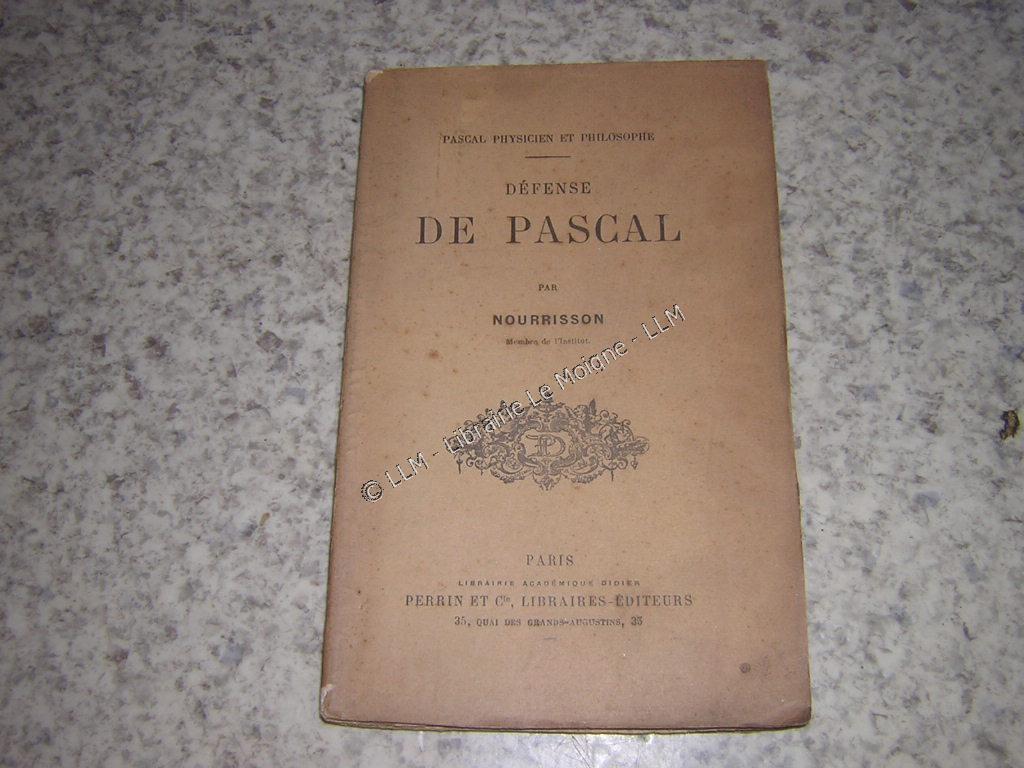 PASCAL PHYSICIEN ET PHILOSOPHE
DÉFENSE
DE PASCAL
PAR
NOURRISSON
Membre de l'Institut.
© LLM - Librairie Le Moigne - LLM
PARIS
LIBRAIRIE ACADÉMIQUE DIDIER
PERRIN ET Cie, LIBRAIRES-ÉDITEURS
35, QUAI DES GRANDS-AUGUSTINS, 35